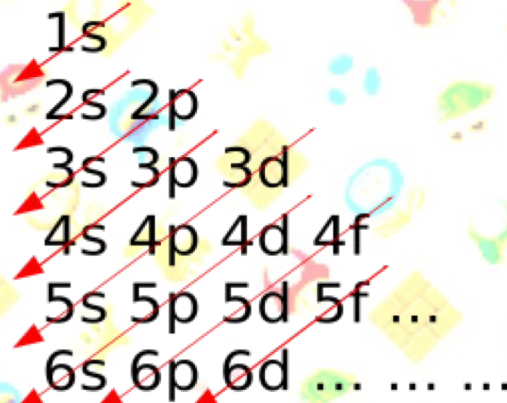 1s
2s 2p
3s 3p 3d
4s 4p 4d 4f
5s 5p 5d 5f ...
6s 6p 6d ... ... ...